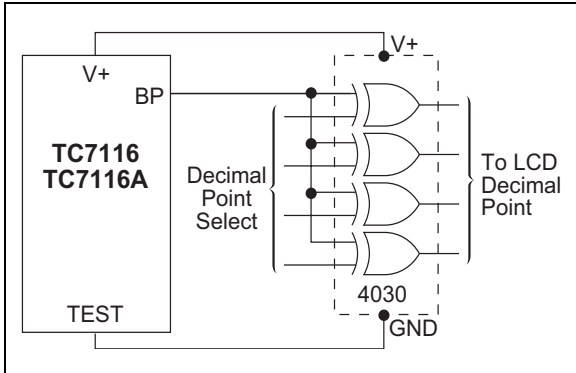 V+
V+
BP
TC7116
TC7116A
Decimal
Point
Select
To LCD
Decimal
Point
4030
TEST
GND